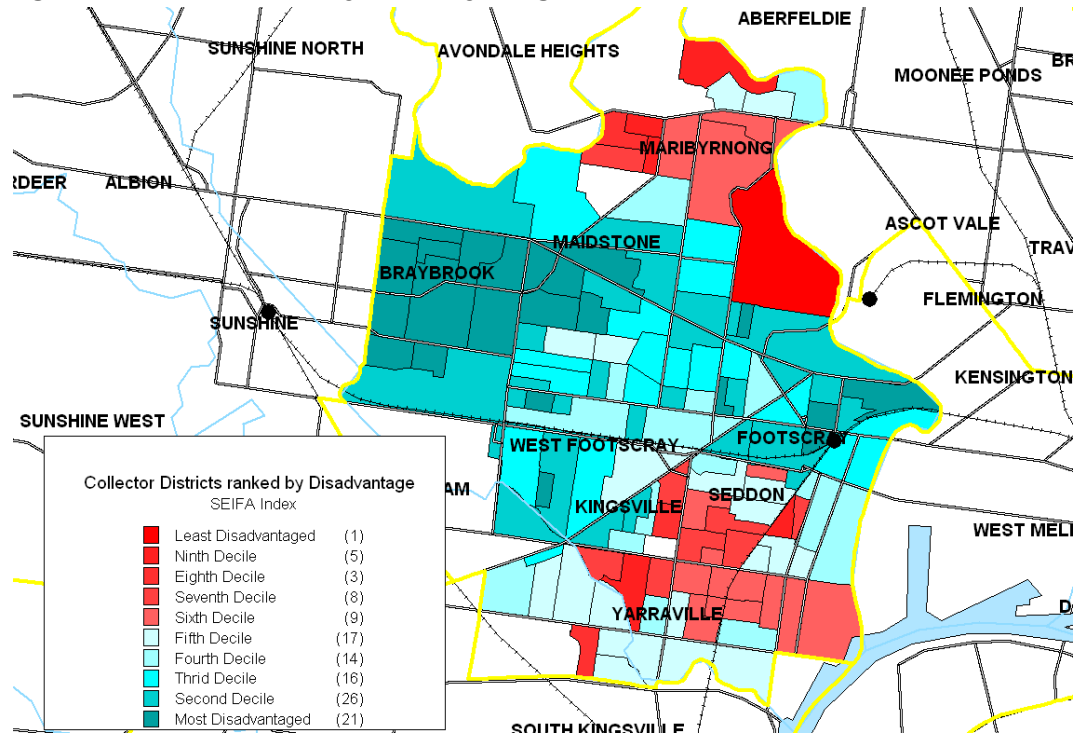 ABERFELDIE
SUNSHINE NORTH
AVONDALE HEIGHTS
BR
MOONEE PONDS
MARIBYRNONG
RDEER
ALBION
ASCOT VALE
MAIDSTONE
TRAV
BRAYBROOK
FLEMINGTON
SUNSHINE
KENSINGTON
SUNSHINE WEST
WEST FOOTSCRAY
FOOTSCRAY
AM
SEDDON
KINGSVILLE
WEST MEL
YARRAVILLE
D
SOUTH KINGSVILLE
Collector Districts ranked by Disadvantage
SEIFA Index
Least Disadvantaged (1)
Ninth Decile (5)
Eighth Decile (3)
Seventh Decile (8)
Sixth Decile (9)
Fifth Decile (17)
Fourth Decile (14)
Thrid Decile (16)
Second Decile (26)
Most Disadvantaged (21)